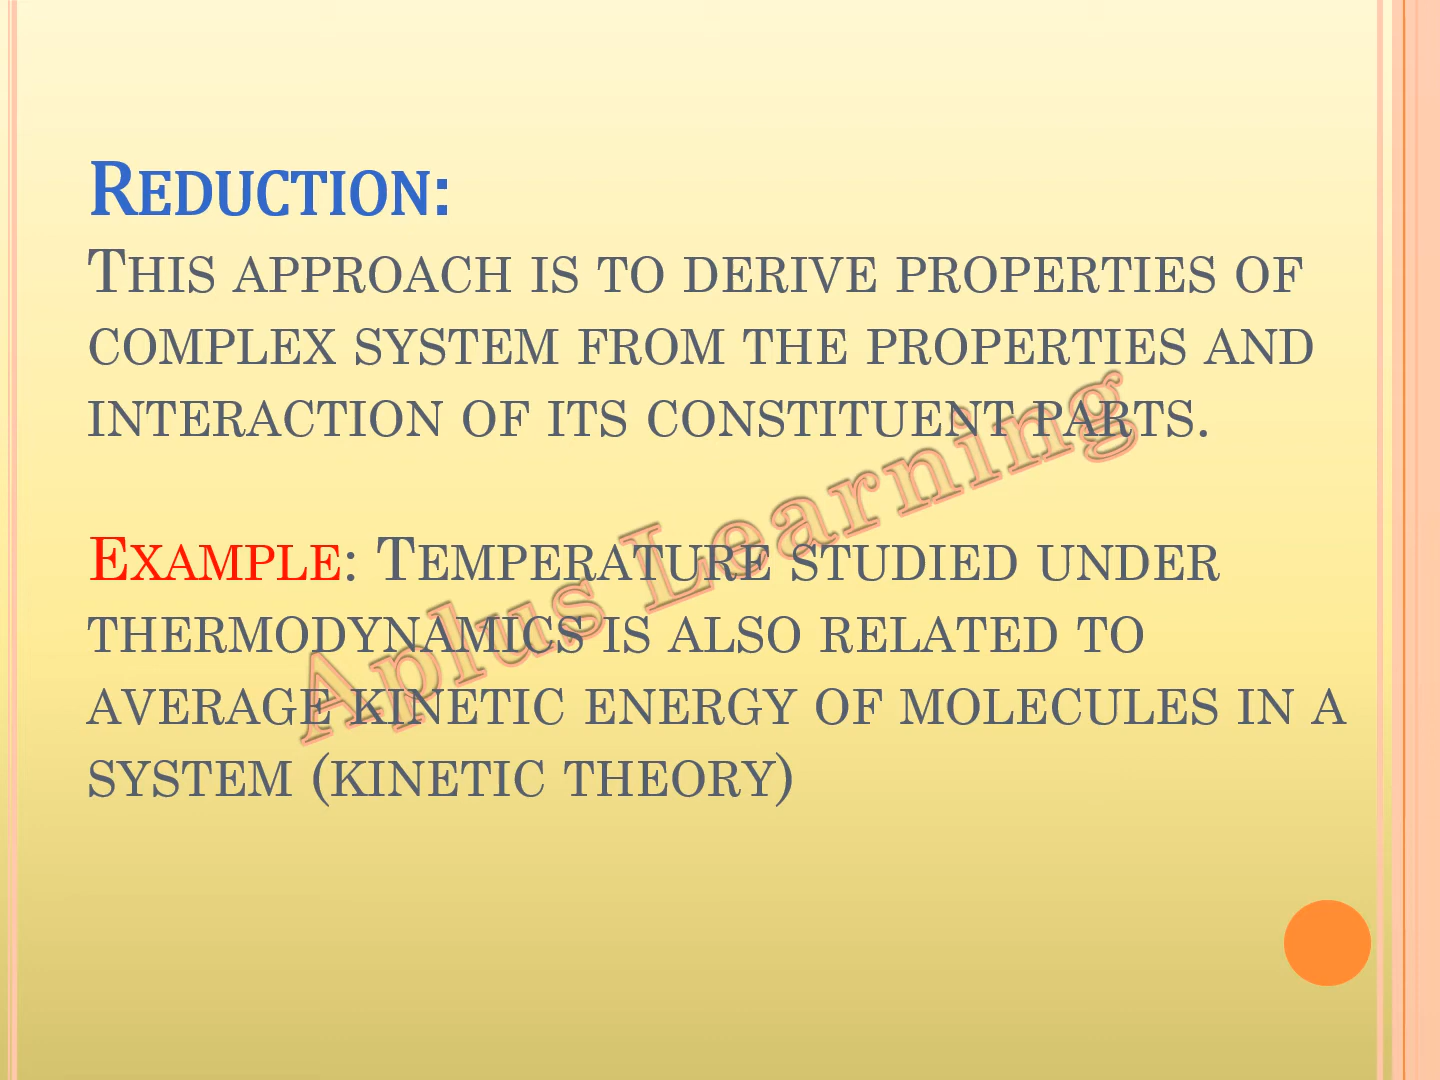 Reduction:
This approach is to derive properties of
complex system from the properties and
interaction of its constituent parts.
Example: Temperature studied under
thermodynamics is also related to
average kinetic energy of molecules in a
system (kinetic theory)
Aplus Learning